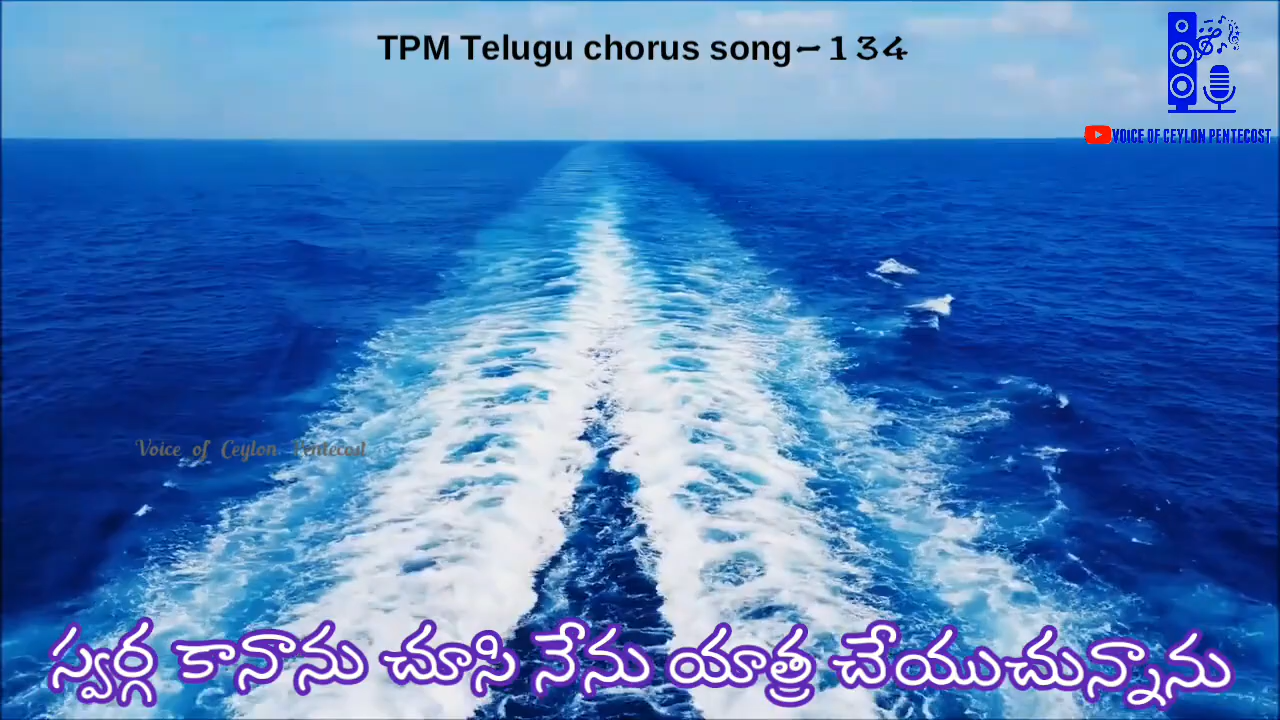 TPM Telugu chorus song-134
VOICE OF CEYLON PENTECOST
Voice of Ceylon Pentecost
స్వర్గ కానాను చూసి నేను యాత్ర చేయుచున్నాను